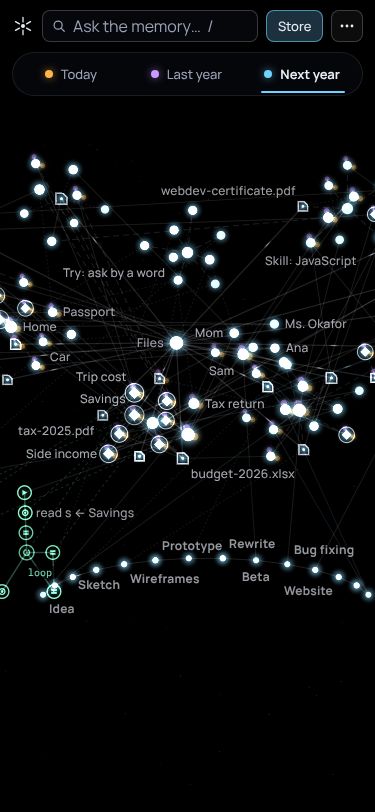 Ask the memory... /
Store
Today
Last year
Next year
webdev-certificate.pdf
Skill: JavaScript
Try: ask by a word
Passport
Home
Car
Files
Mom
Ms. Okafor
Ana
Sam
Trip cost
Savings
Tax return
tax-2025.pdf
Side income
budget-2026.xlsx
read s ← Savings
loop
Idea
Sketch
Wireframes
Prototype
Rewrite
Beta
Bug fixing
Website